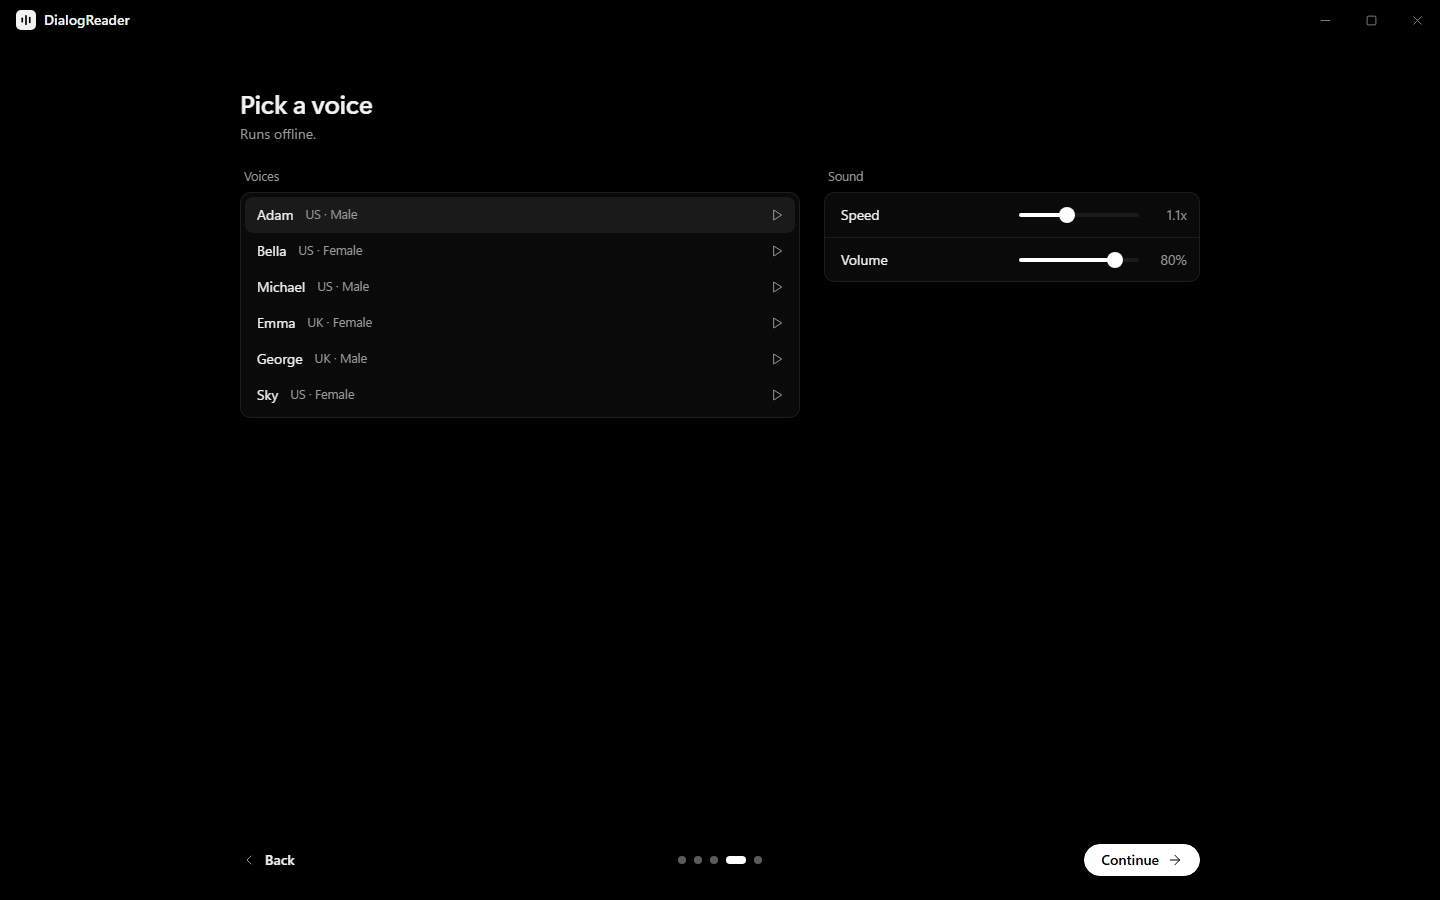 DialogReader
Pick a voice
Runs offline.
Voices
Adam US · Male
Bella US · Female
Michael US · Male
Emma UK · Female
George UK · Male
Sky US · Female
Sound
Speed 1.1x
Volume 80%
Back
Continue